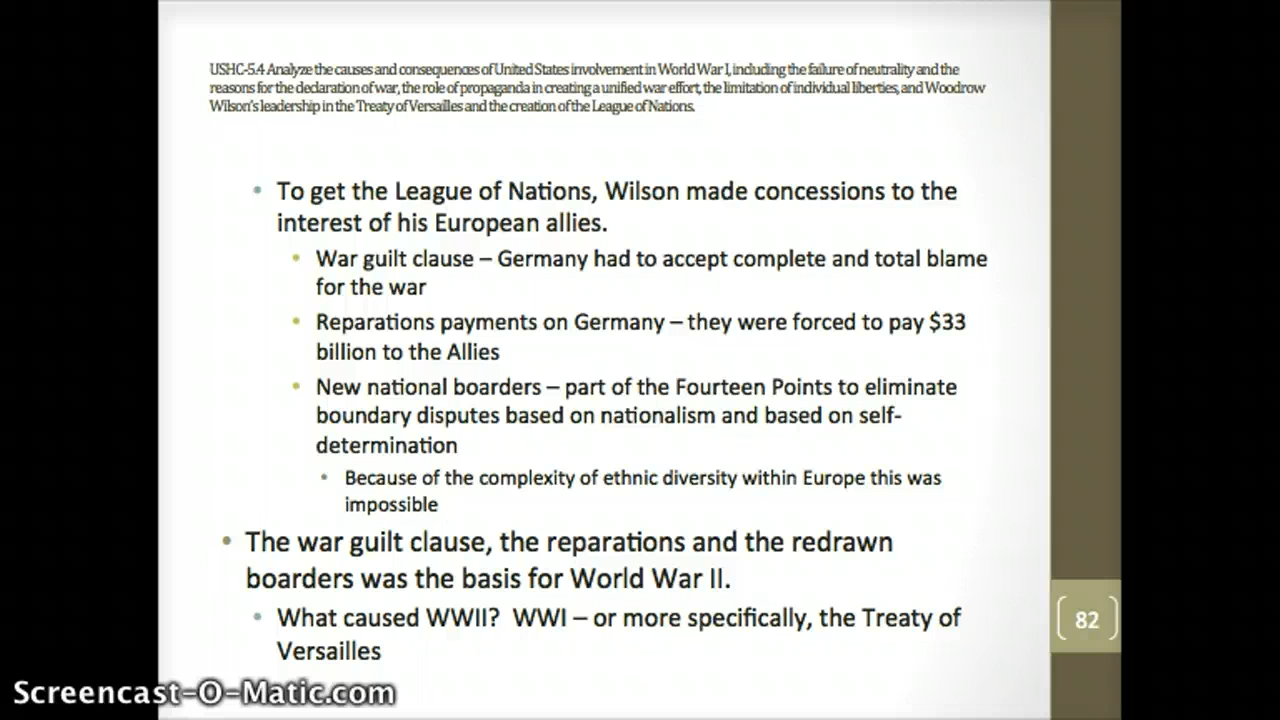 USHC-5.4 Analyze the causes and consequences of United States involvement in World War I, including the failure of neutrality and the
reasons for the declaration of war, the role of propaganda in creating a unified war effort, the limitation of individual liberties, and Woodrow
Wilson's leadership in the Treaty of Versailles and the creation of the League of Nations.
• To get the League of Nations, Wilson made concessions to the
interest of his European allies.
• War guilt clause – Germany had to accept complete and total blame
for the war
• Reparations payments on Germany – they were forced to pay $33
billion to the Allies
• New national boarders – part of the Fourteen Points to eliminate
boundary disputes based on nationalism and based on self-
determination
• Because of the complexity of ethnic diversity within Europe this was
impossible
• The war guilt clause, the reparations and the redrawn
boarders was the basis for World War II.
• What caused WWII? WWI – or more specifically, the Treaty of
Versailles
82
Screencast-O-Matic.com